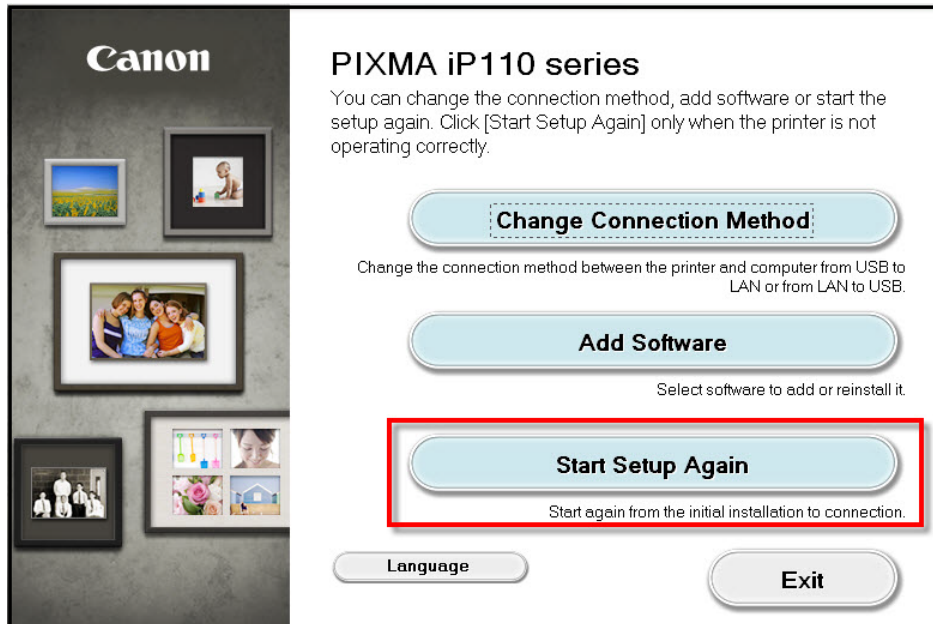 Canon
PIXMA iP110 series
You can change the connection method, add software or start the
setup again. Click [Start Setup Again] only when the printer is not
operating correctly.
Change Connection Method
Change the connection method between the printer and computer from USB to
LAN or from LAN to USB.
Add Software
Select software to add or reinstall it.
Start Setup Again
Start again from the initial installation to connection.
Language
Exit